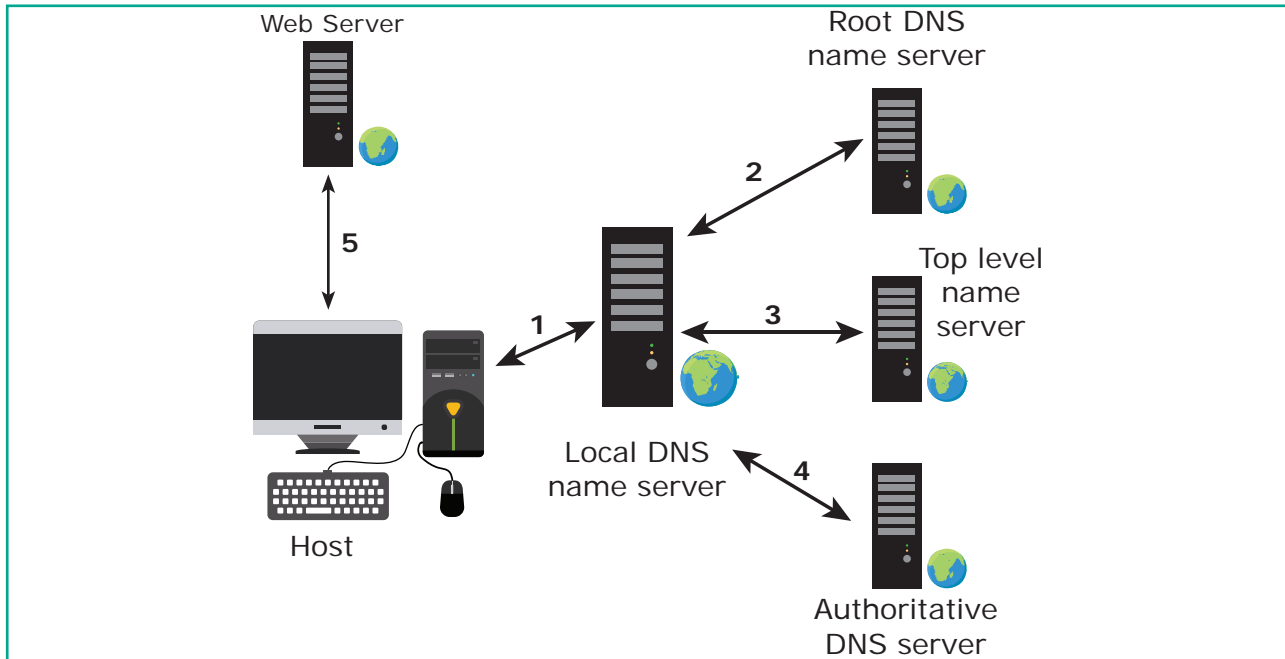 Web Server
Root DNS
name server
2
5
Top level
name
server
1
3
Local DNS
name server
4
Host
Authoritative
DNS server